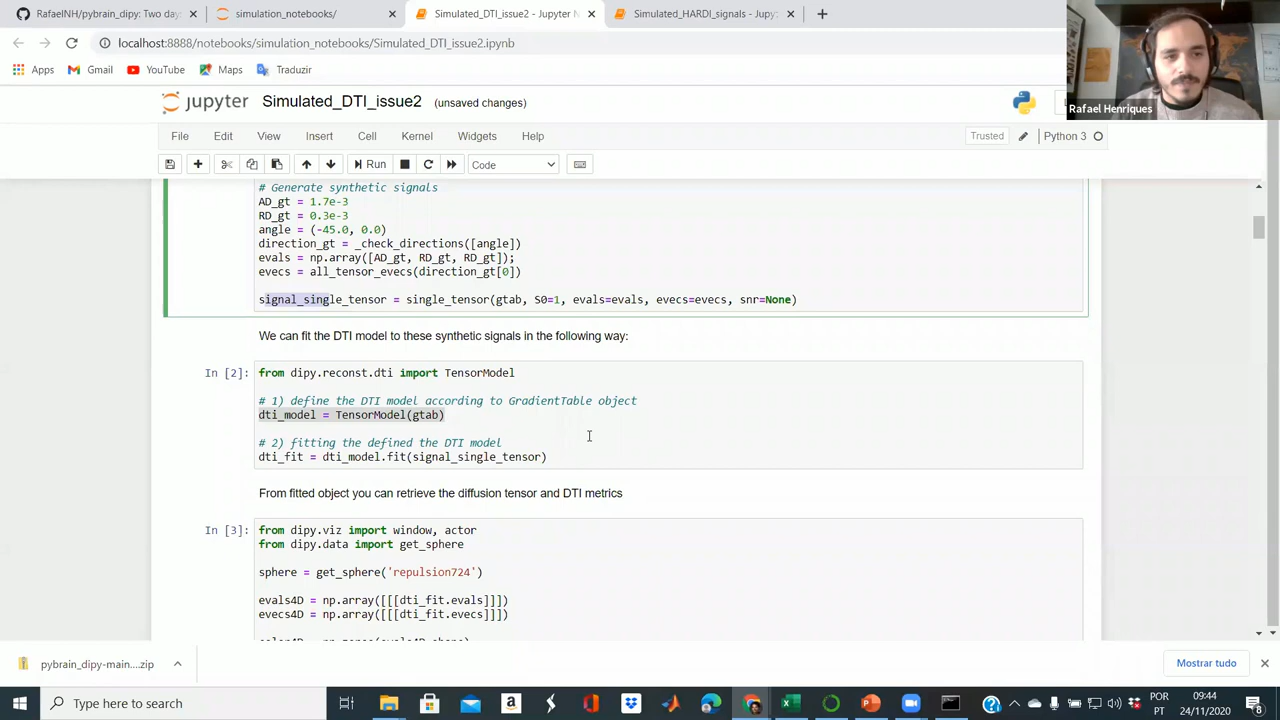 RafaelNH/pybrain_dipy: Two day
simulation_notebooks/
Simulated_DTI_issue2 - Jupyter N
Simulated_HARDI_signals - Jupy
localhost:8888/notebooks/simulation_notebooks/Simulated_DTI_issue2.ipynb
Apps
Gmail
YouTube
Maps
Traduzir
Rafael Henriques
jupyter
Simulated_DTI_issue2
(unsaved changes)
File
Edit
View
Insert
Cell
Kernel
Widgets
Help
Trusted
Python 3
Run
Code
# Generate synthetic signals
AD_gt = 1.7e-3
RD_gt = 0.3e-3
angle = (-45.0, 0.0)
direction_gt = _check_directions([angle])
evals = np.array([AD_gt, RD_gt, RD_gt]);
evecs = all_tensor_evecs(direction_gt[0])
signal_single_tensor = single_tensor(gtab, S0=1, evals=evals, evecs=evecs, snr=None)
We can fit the DTI model to these synthetic signals in the following way:
In [2]:
from dipy.reconst.dti import TensorModel
# 1) define the DTI model according to GradientTable object
dti_model = TensorModel(gtab)
# 2) fitting the defined the DTI model
dti_fit = dti_model.fit(signal_single_tensor)
From fitted object you can retrieve the diffusion tensor and DTI metrics
In [3]:
from dipy.viz import window, actor
from dipy.data import get_sphere
sphere = get_sphere('repulsion724')
evals4D = np.array([[[dti_fit.evals]]])
evecs4D = np.array([[[dti_fit.evecs]]])
pybrain_dipy-main....zip
Mostrar tudo
Type here to search
POR
PT
09:44
24/11/2020
8